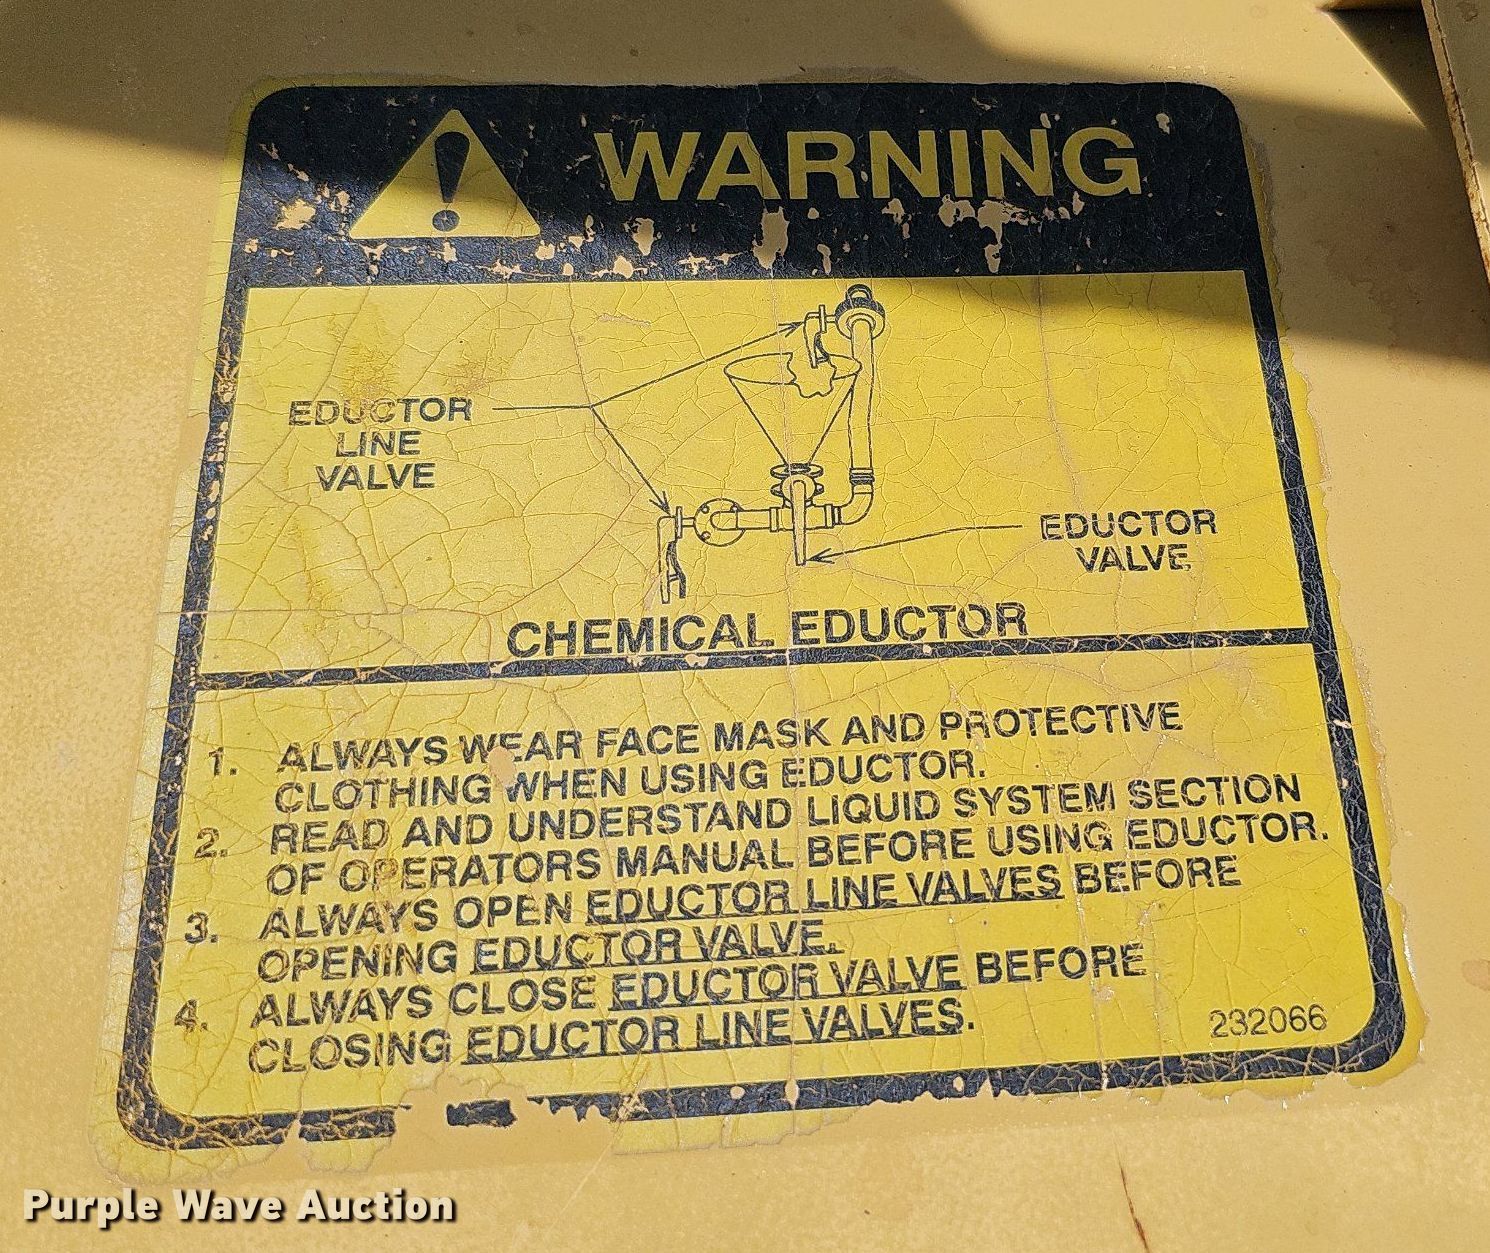 WARNING
EDUCTOR
LINE
VALVE
EDUCTOR
VALVE
CHEMICAL EDUCTOR
1. ALWAYS WEAR FACE MASK AND PROTECTIVE
CLOTHING WHEN USING EDUCTOR.
2. READ AND UNDERSTAND LIQUID SYSTEM SECTION
OF OPERATORS MANUAL BEFORE USING EDUCTOR.
3. ALWAYS OPEN EDUCTOR LINE VALVES BEFORE
OPENING EDUCTOR VALVE.
4. ALWAYS CLOSE EDUCTOR VALVE BEFORE
CLOSING EDUCTOR LINE VALVES.
232066
Purple Wave Auction